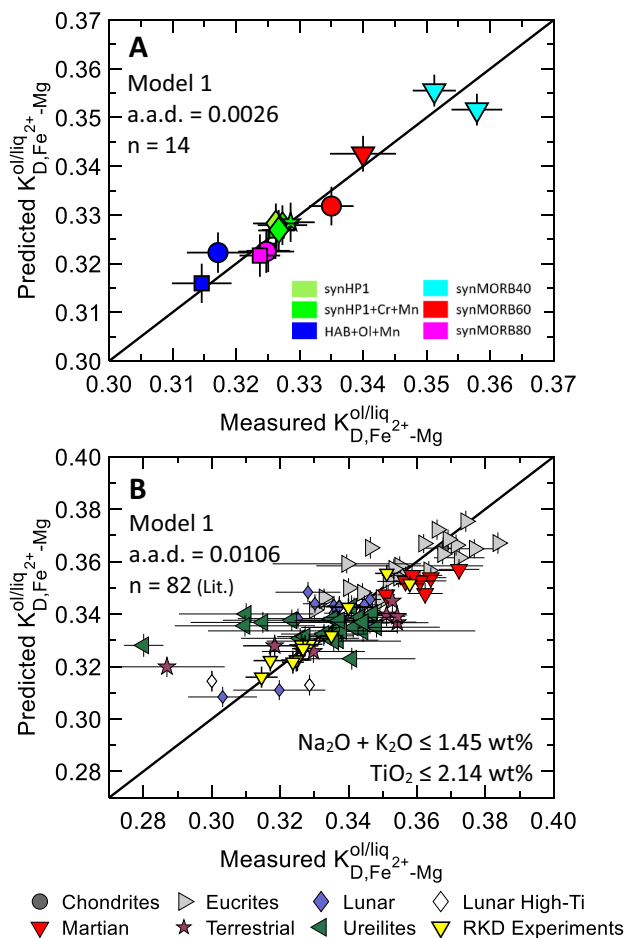 A
Model 1
a.a.d. = 0.0026
n = 14
0.37
0.36
0.35
0.34
0.33
0.32
0.31
0.30
Predicted K^{ol/liq}_{D,Fe²⁺-Mg}
synHP1
synHP1+Cr+Mn
HAB+Ol+Mn
synMORB40
synMORB60
synMORB80
0.30 0.31 0.32 0.33 0.34 0.35 0.36 0.37
Measured K^{ol/liq}_{D,Fe²⁺-Mg}
B
Model 1
a.a.d. = 0.0106
n = 82 (Lit.)
0.40
0.38
0.36
0.34
0.32
0.30
0.28
Predicted K^{ol/liq}_{D,Fe²⁺-Mg}
Na₂O + K₂O ≤ 1.45 wt%
TiO₂ ≤ 2.14 wt%
0.28 0.30 0.32 0.34 0.36 0.38 0.40
Measured K^{ol/liq}_{D,Fe²⁺-Mg}
Chondrites Eucrites Lunar Lunar High-Ti
Martian Terrestrial Ureilites RKD Experiments